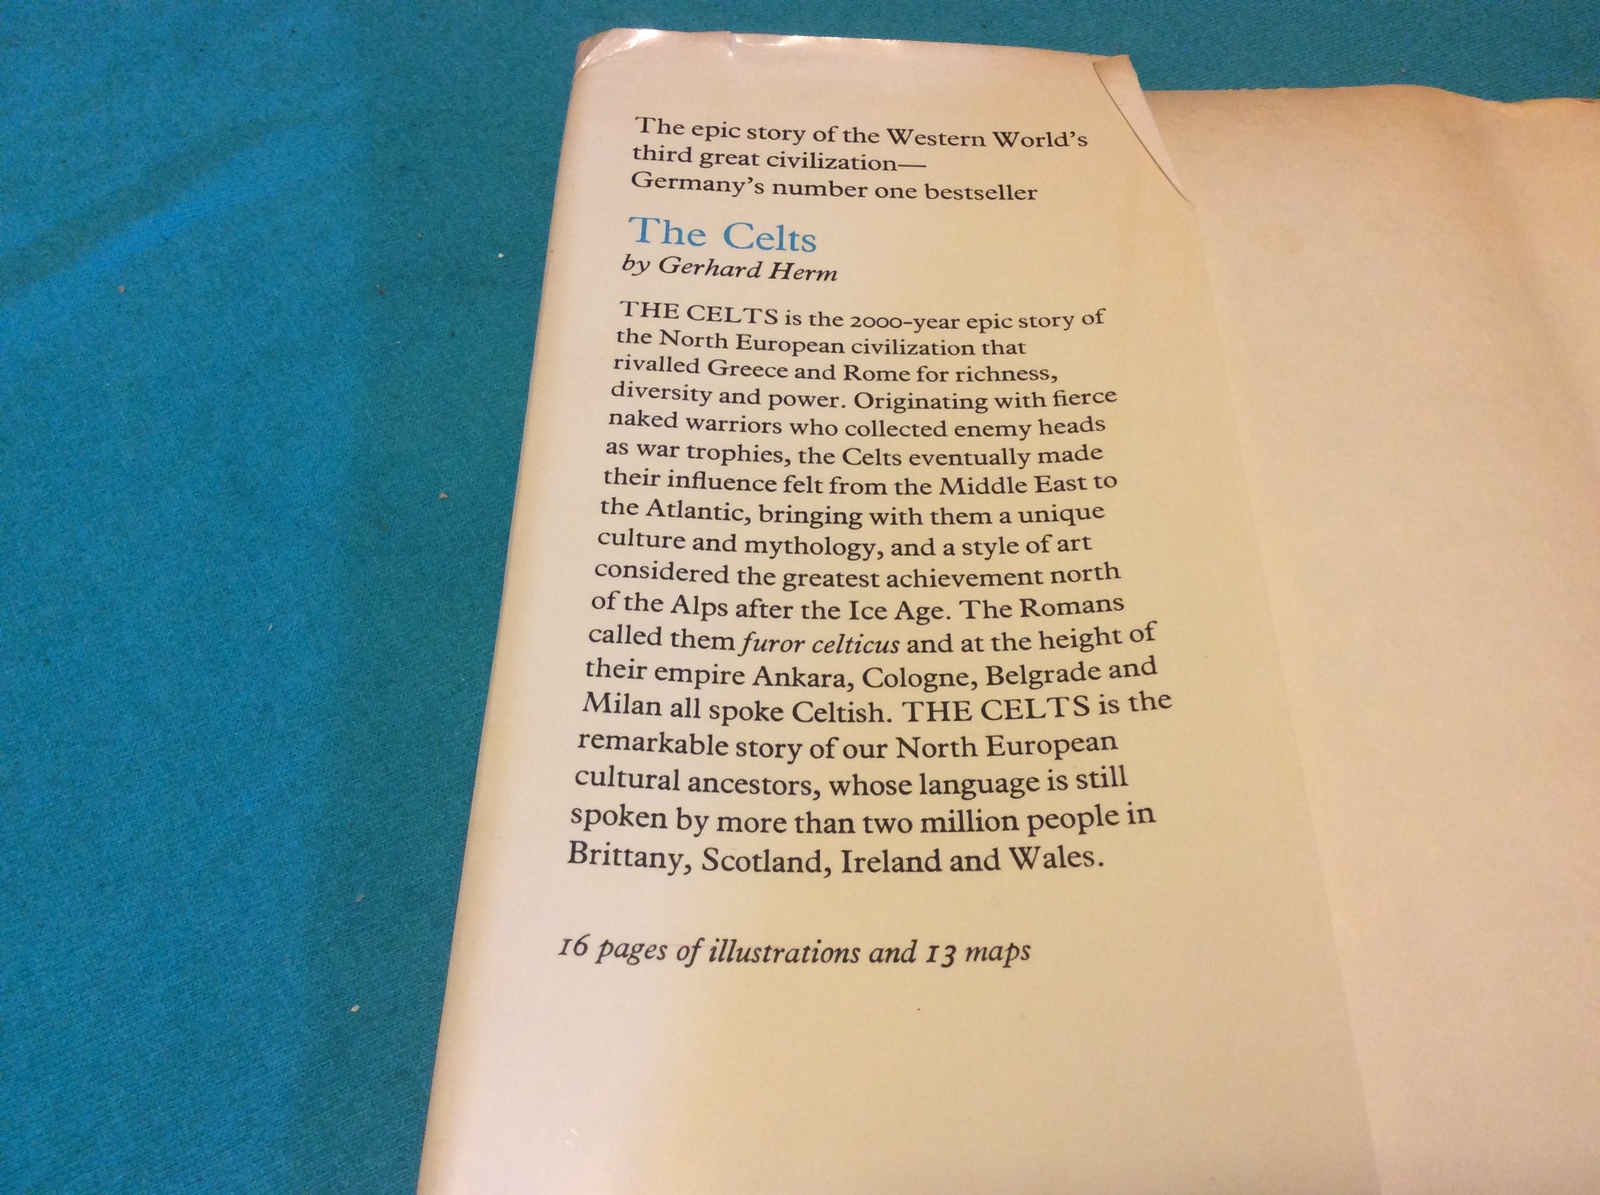 The epic story of the Western World's
third great civilization—
Germany's number one bestseller
The Celts
by Gerhard Herm
THE CELTS is the 2000-year epic story of
the North European civilization that
rivalled Greece and Rome for richness,
diversity and power. Originating with fierce
naked warriors who collected enemy heads
as war trophies, the Celts eventually made
their influence felt from the Middle East to
the Atlantic, bringing with them a unique
culture and mythology, and a style of art
considered the greatest achievement north
of the Alps after the Ice Age. The Romans
called them furor celticus and at the height of
their empire Ankara, Cologne, Belgrade and
Milan all spoke Celtish. THE CELTS is the
remarkable story of our North European
cultural ancestors, whose language is still
spoken by more than two million people in
Brittany, Scotland, Ireland and Wales.
16 pages of illustrations and 13 maps